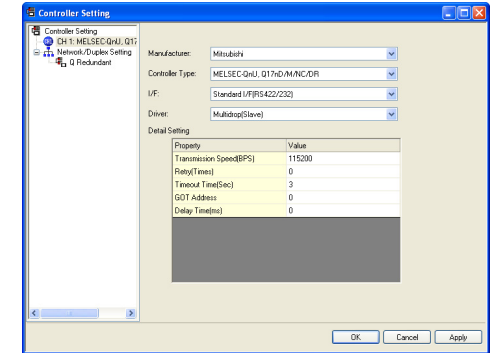 Controller Setting
Controller Setting
CH 1: MELSEC-QnU, Q17
Network/Duplex Setting
Q Redundant
Manufacturer: Mitsubishi
Controller Type: MELSEC-QnU, Q17nD/M/NC/DR
I/F: Standard I/F(RS422/232)
Driver: Multidrop(Slave)
Detail Setting
Property Value
Transmission Speed(BPS) 115200
Retry(Times) 0
Timeout Time(Sec) 3
GOT Address 0
Delay Time(ms) 0
OK Cancel Apply